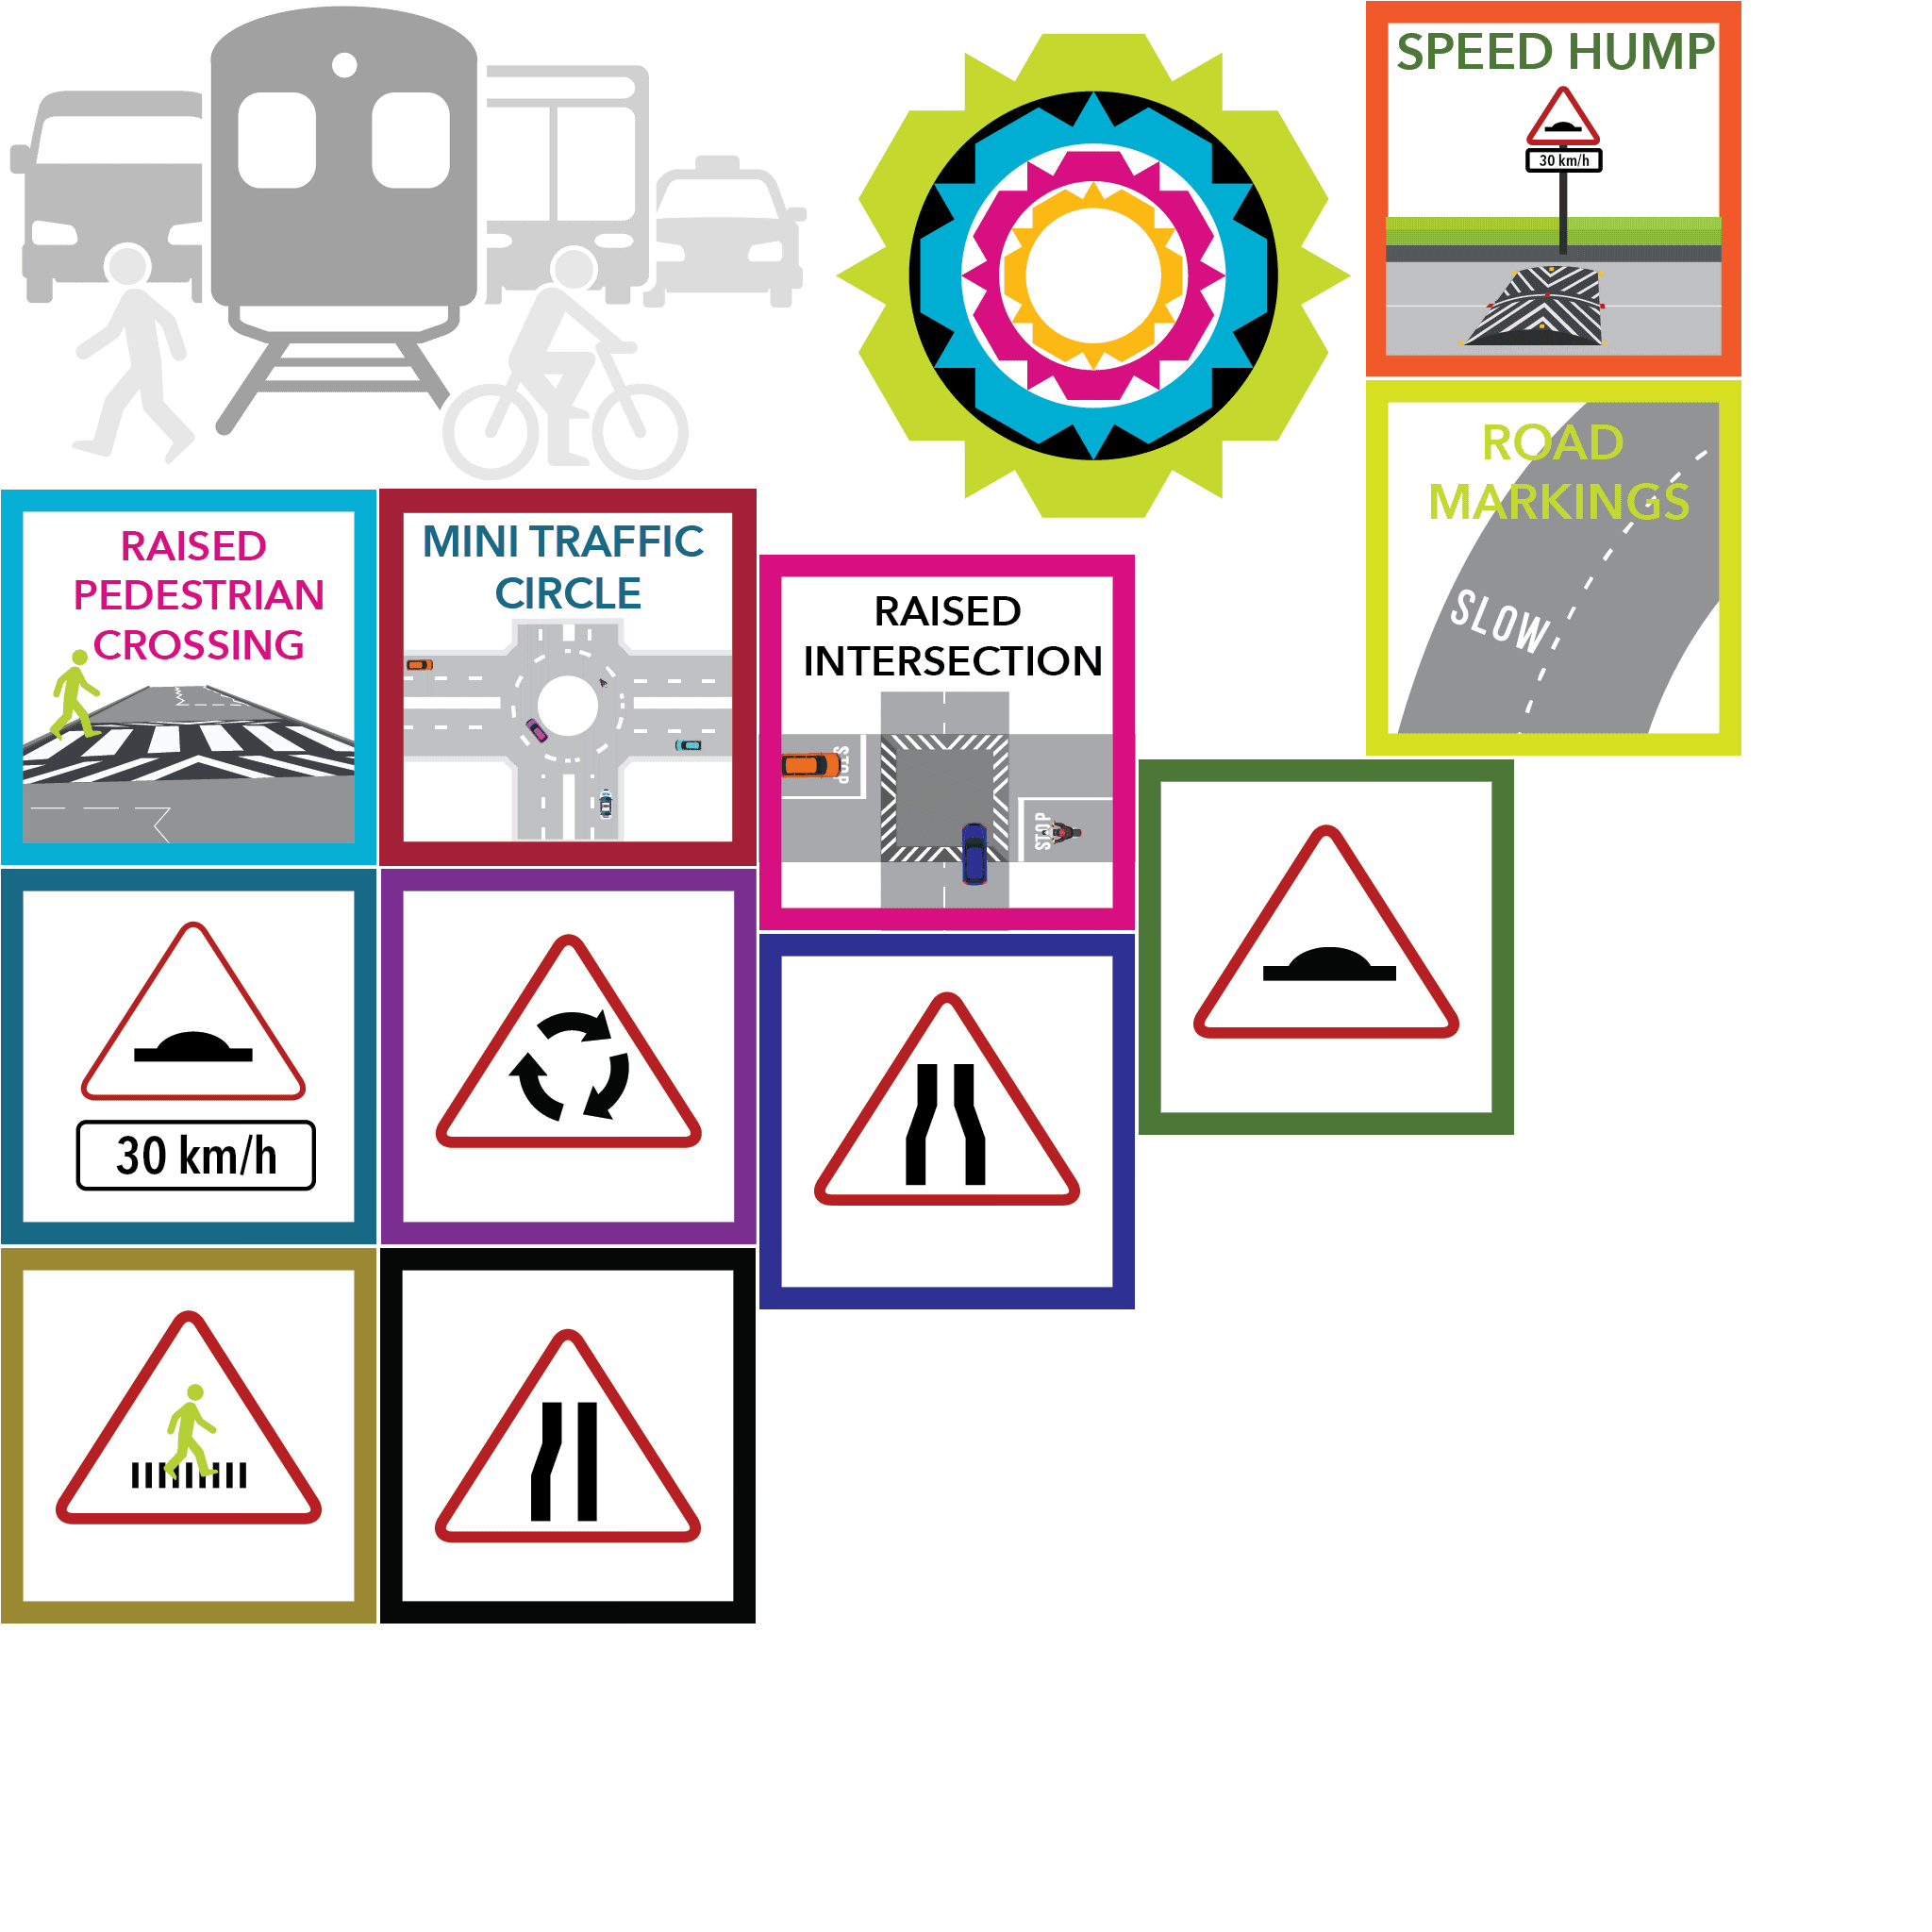 SPEED HUMP
30 km/h
ROAD
MARKINGS
SLOW
RAISED
PEDESTRIAN
CROSSING
MINI TRAFFIC
CIRCLE
RAISED
INTERSECTION
STOP
STOP
30 km/h